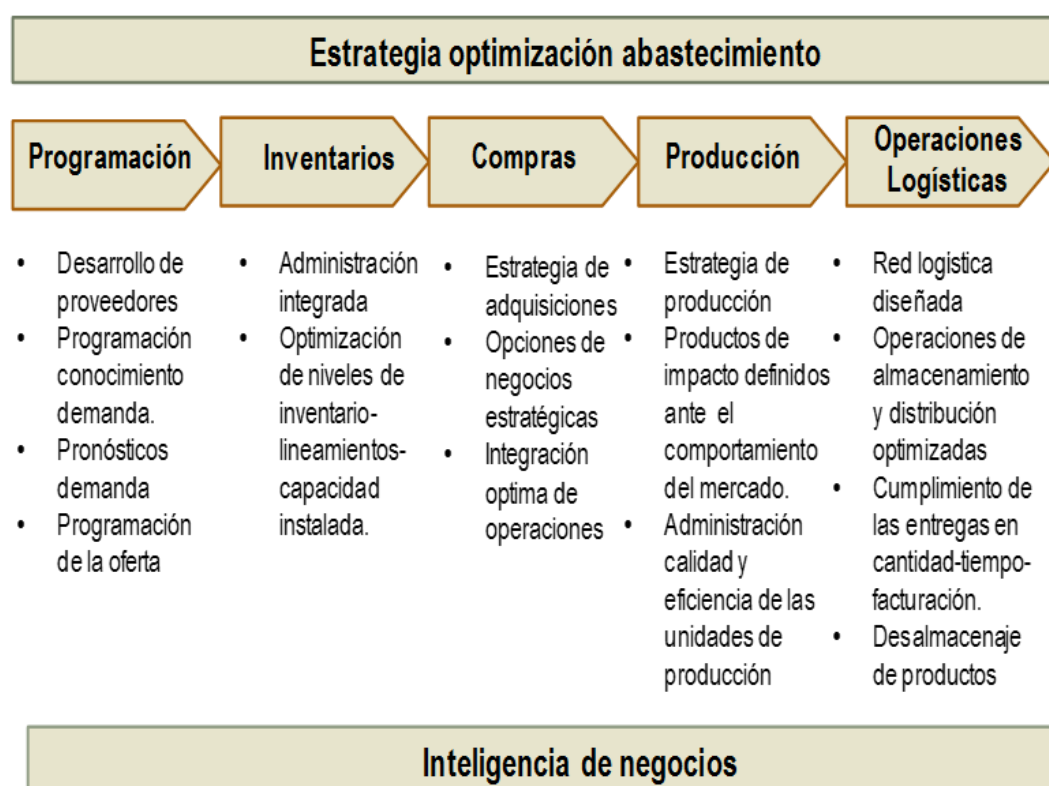 Estrategia optimización abastecimiento
Programación
Inventarios
Compras
Producción
Operaciones
Logísticas
• Desarrollo de
proveedores
• Programación
conocimiento
demanda.
• Pronósticos
demanda
• Programación
de la oferta
• Administración
integrada
• Optimización
de niveles de
inventario-
lineamientos-
capacidad
instalada.
• Estrategia de
adquisiciones
• Opciones de
negocios
estratégicas
• Integración
optima de
operaciones
• Estrategia de
producción
• Productos de
impacto definidos
ante el
comportamiento
del mercado.
• Administración
calidad y
eficiencia de las
unidades de
producción
• Red logistica
diseñada
• Operaciones de
almacenamiento
y distribución
optimizadas
• Cumplimiento de
las entregas en
cantidad-tiempo-
facturación.
• Desalmacenaje
de productos
Inteligencia de negocios